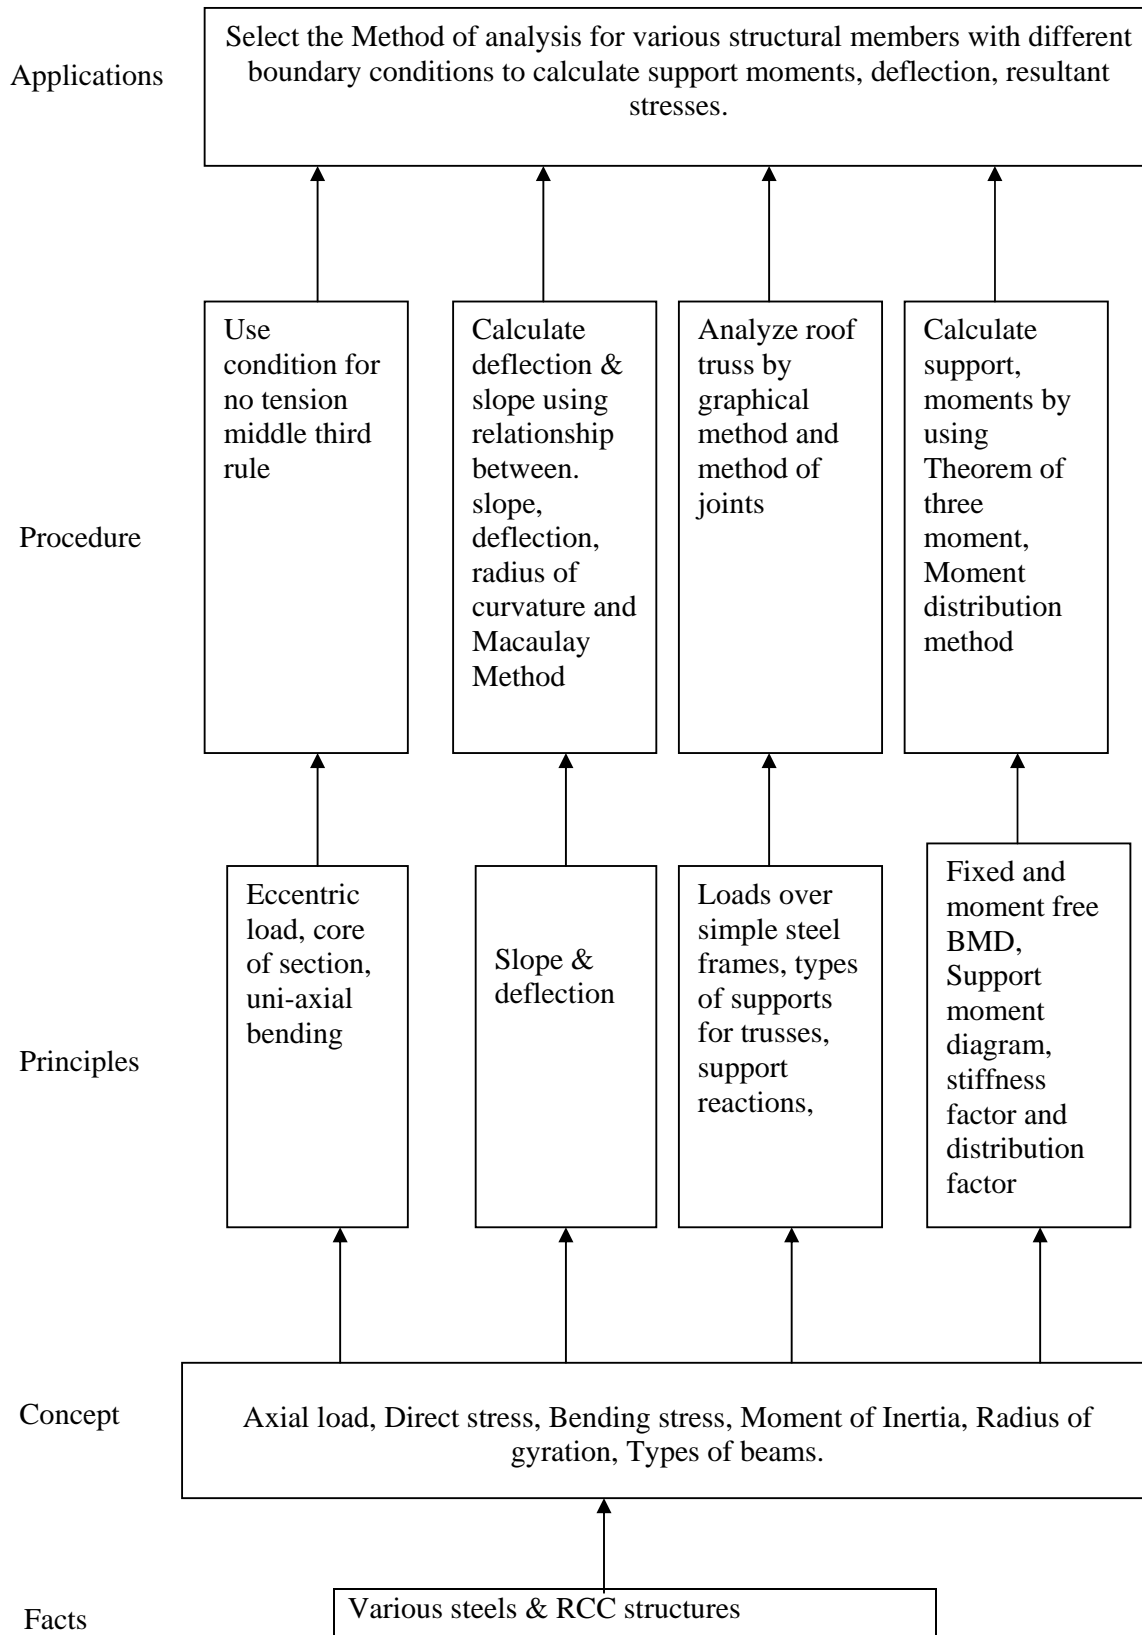 Applications
Select the Method of analysis for various structural members with different
boundary conditions to calculate support moments, deflection, resultant
stresses.
Procedure
Use
condition for
no tension
middle third
rule
Calculate
deflection &
slope using
relationship
between.
slope,
deflection,
radius of
curvature and
Macaulay
Method
Analyze roof
truss by
graphical
method and
method of
joints
Calculate
support,
moments by
using
Theorem of
three
moment,
Moment
distribution
method
Principles
Eccentric
load, core
of section,
uni-axial
bending
Slope &
deflection
Loads over
simple steel
frames, types
of supports
for trusses,
support
reactions,
Fixed and
moment free
BMD,
Support
moment
diagram,
stiffness
factor and
distribution
factor
Concept
Axial load, Direct stress, Bending stress, Moment of Inertia, Radius of
gyration, Types of beams.
Facts
Various steels & RCC structures